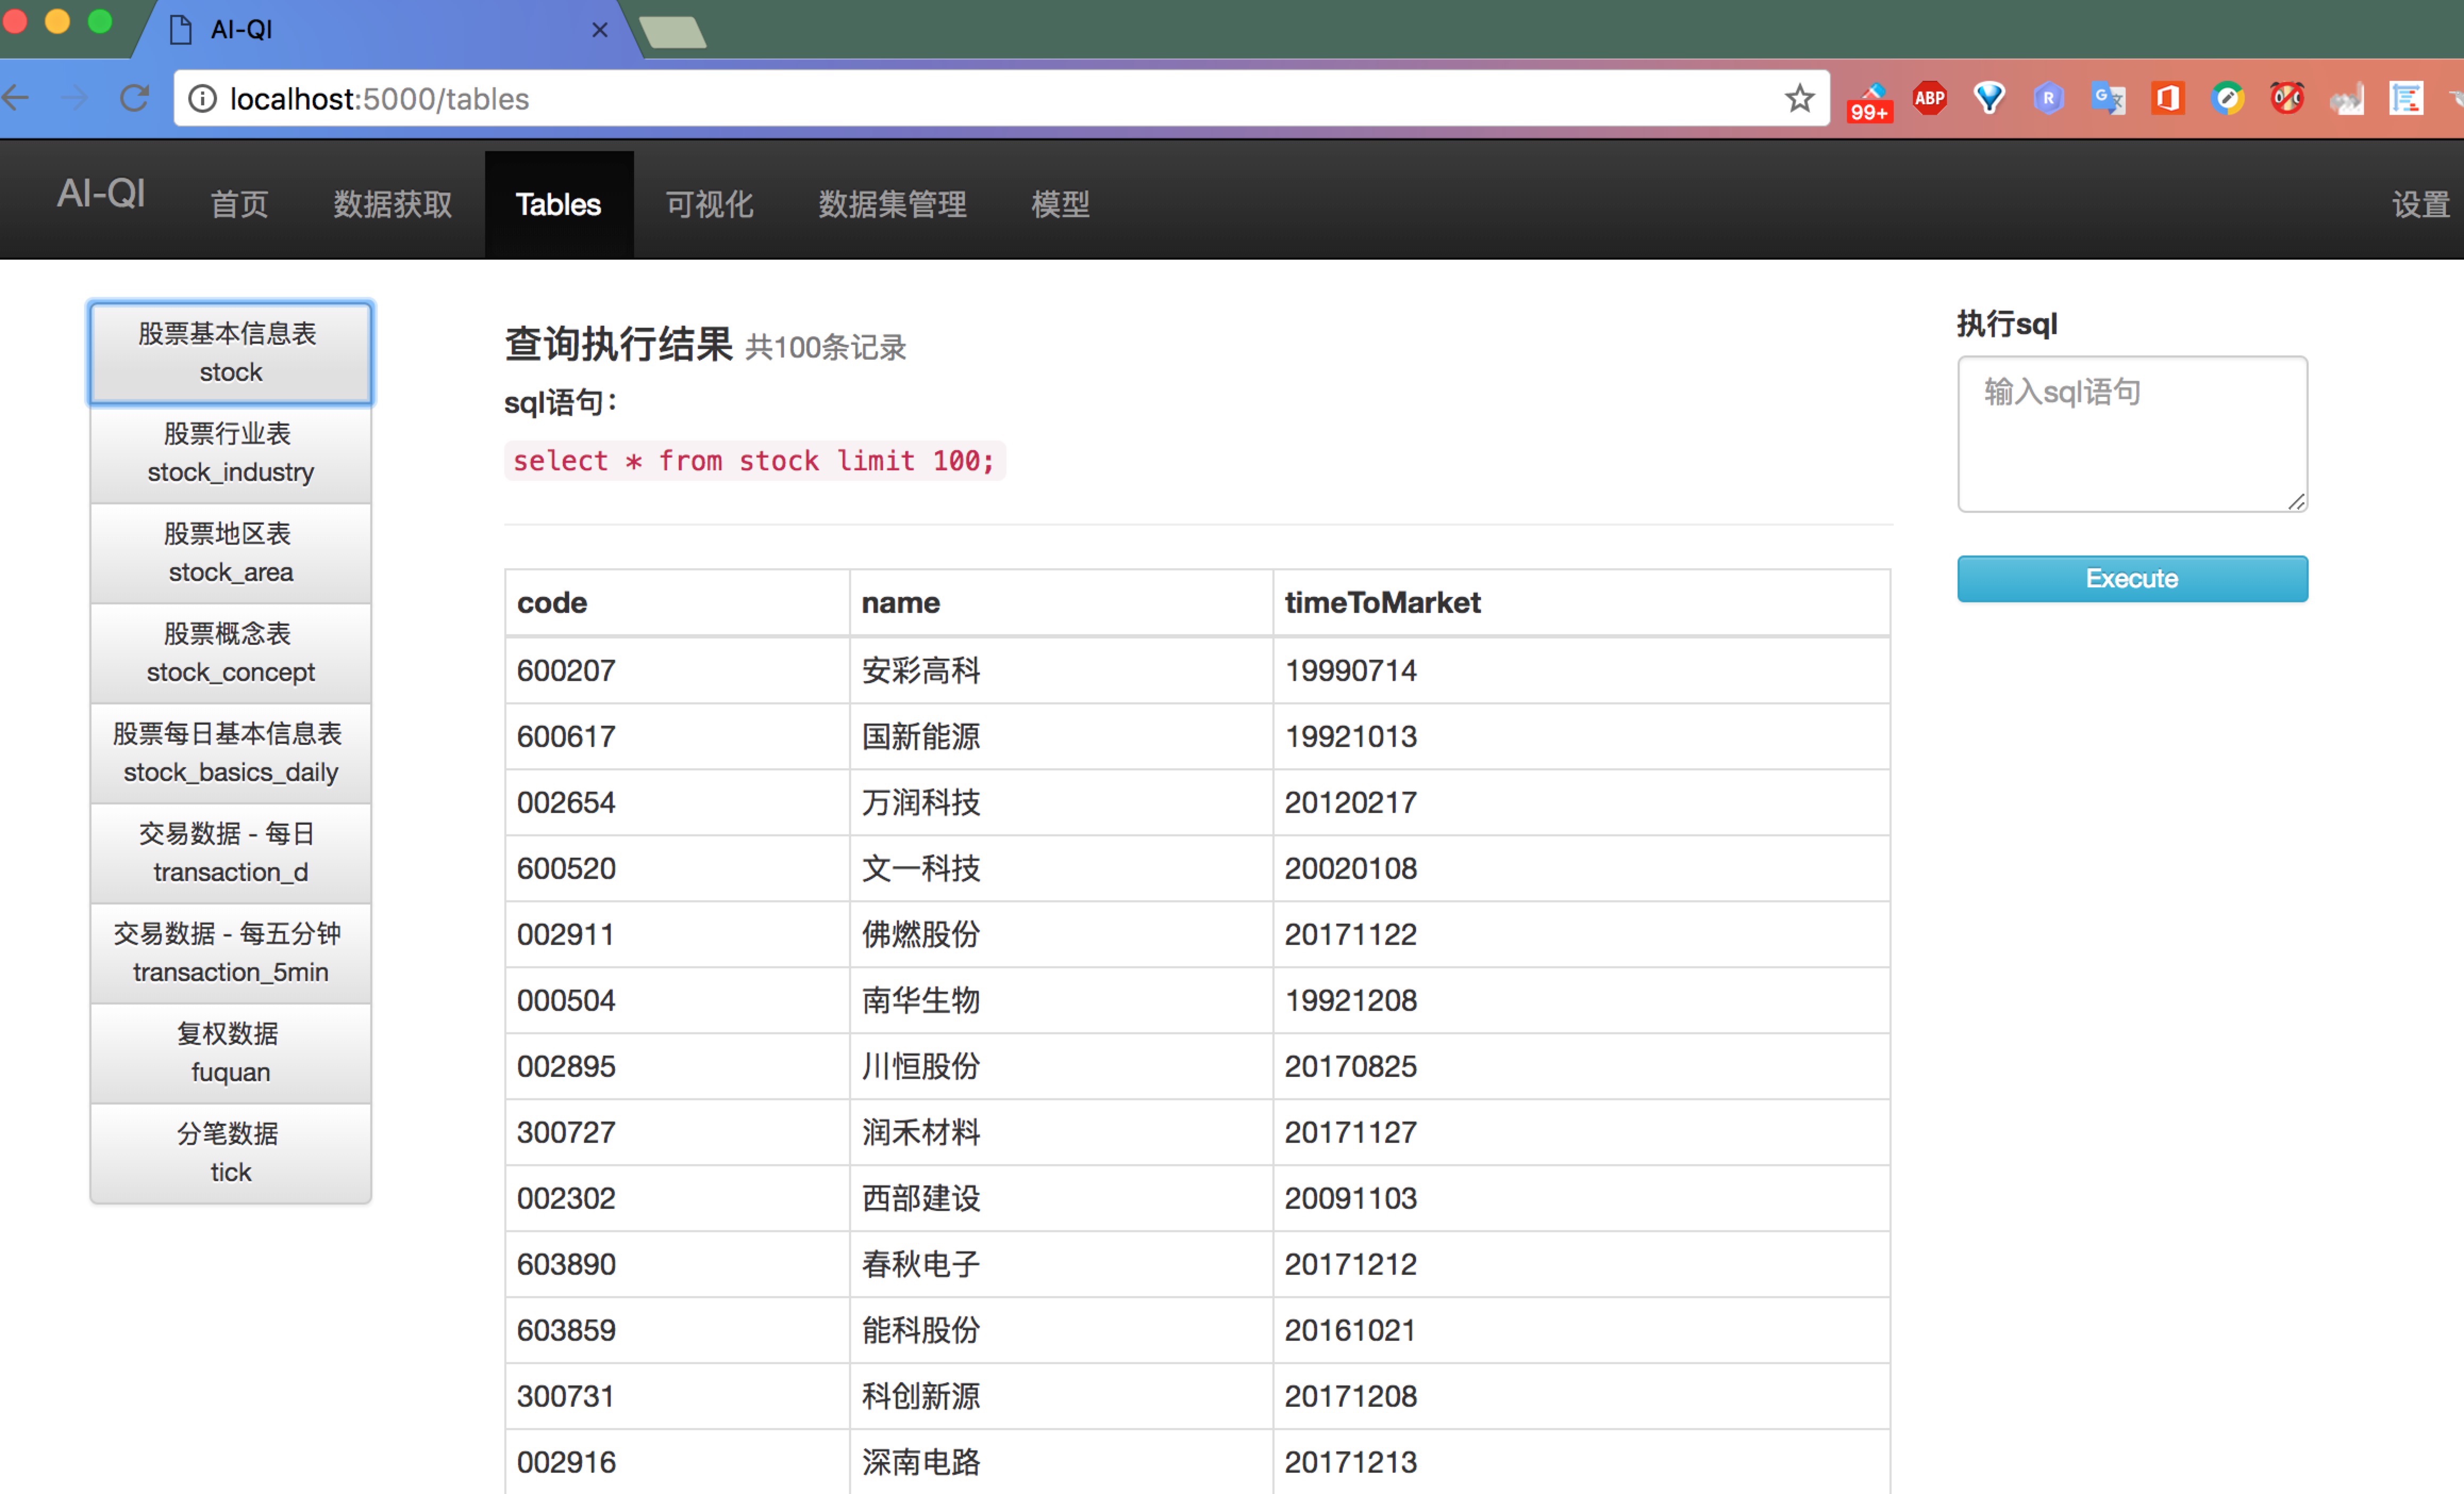 AI-QI
localhost:5000/tables
99+
ABP
AI-QI 首页 数据获取 Tables 可视化 数据集管理 模型 设置
股票基本信息表
stock
股票行业表
stock_industry
股票地区表
stock_area
股票概念表
stock_concept
股票每日基本信息表
stock_basics_daily
交易数据 - 每日
transaction_d
交易数据 - 每五分钟
transaction_5min
复权数据
fuquan
分笔数据
tick
查询执行结果 共100条记录
sql语句：
select * from stock limit 100;
code name timeToMarket
600207 安彩高科 19990714
600617 国新能源 19921013
002654 万润科技 20120217
600520 文一科技 20020108
002911 佛燃股份 20171122
000504 南华生物 19921208
002895 川恒股份 20170825
300727 润禾材料 20171127
002302 西部建设 20091103
603890 春秋电子 20171212
603859 能科股份 20161021
300731 科创新源 20171208
002916 深南电路 20171213
执行sql
输入sql语句
Execute